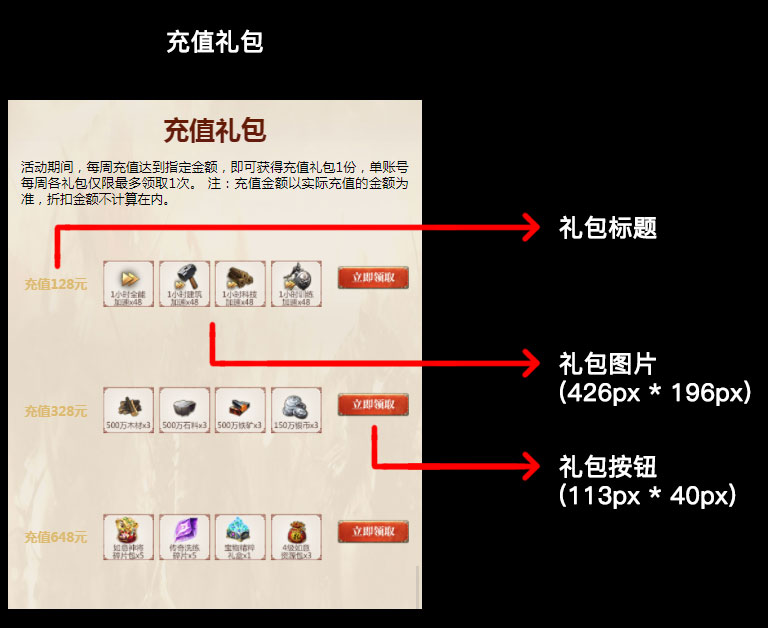 充值礼包
充值礼包
活动期间，每周充值达到指定金额，即可获得充值礼包1份，单账号
每周各礼包仅限最多领取1次。 注：充值金额以实际充值的金额为
准，折扣金额不计算在内。
礼包标题
充值128元
1小时全能
加速x48
1小时建筑
加速x48
1小时科技
加速x48
1小时训练
加速x48
立即领取
礼包图片
(426px * 196px)
充值328元
500万木材x3
500万石料x3
500万铁矿x3
150万银币x3
立即领取
礼包按钮
(113px * 40px)
充值648元
如意神将
碎片包x5
传奇洗练
碎片x5
宝物精粹
礼盒x1
4级如意
资源包x3
立即领取